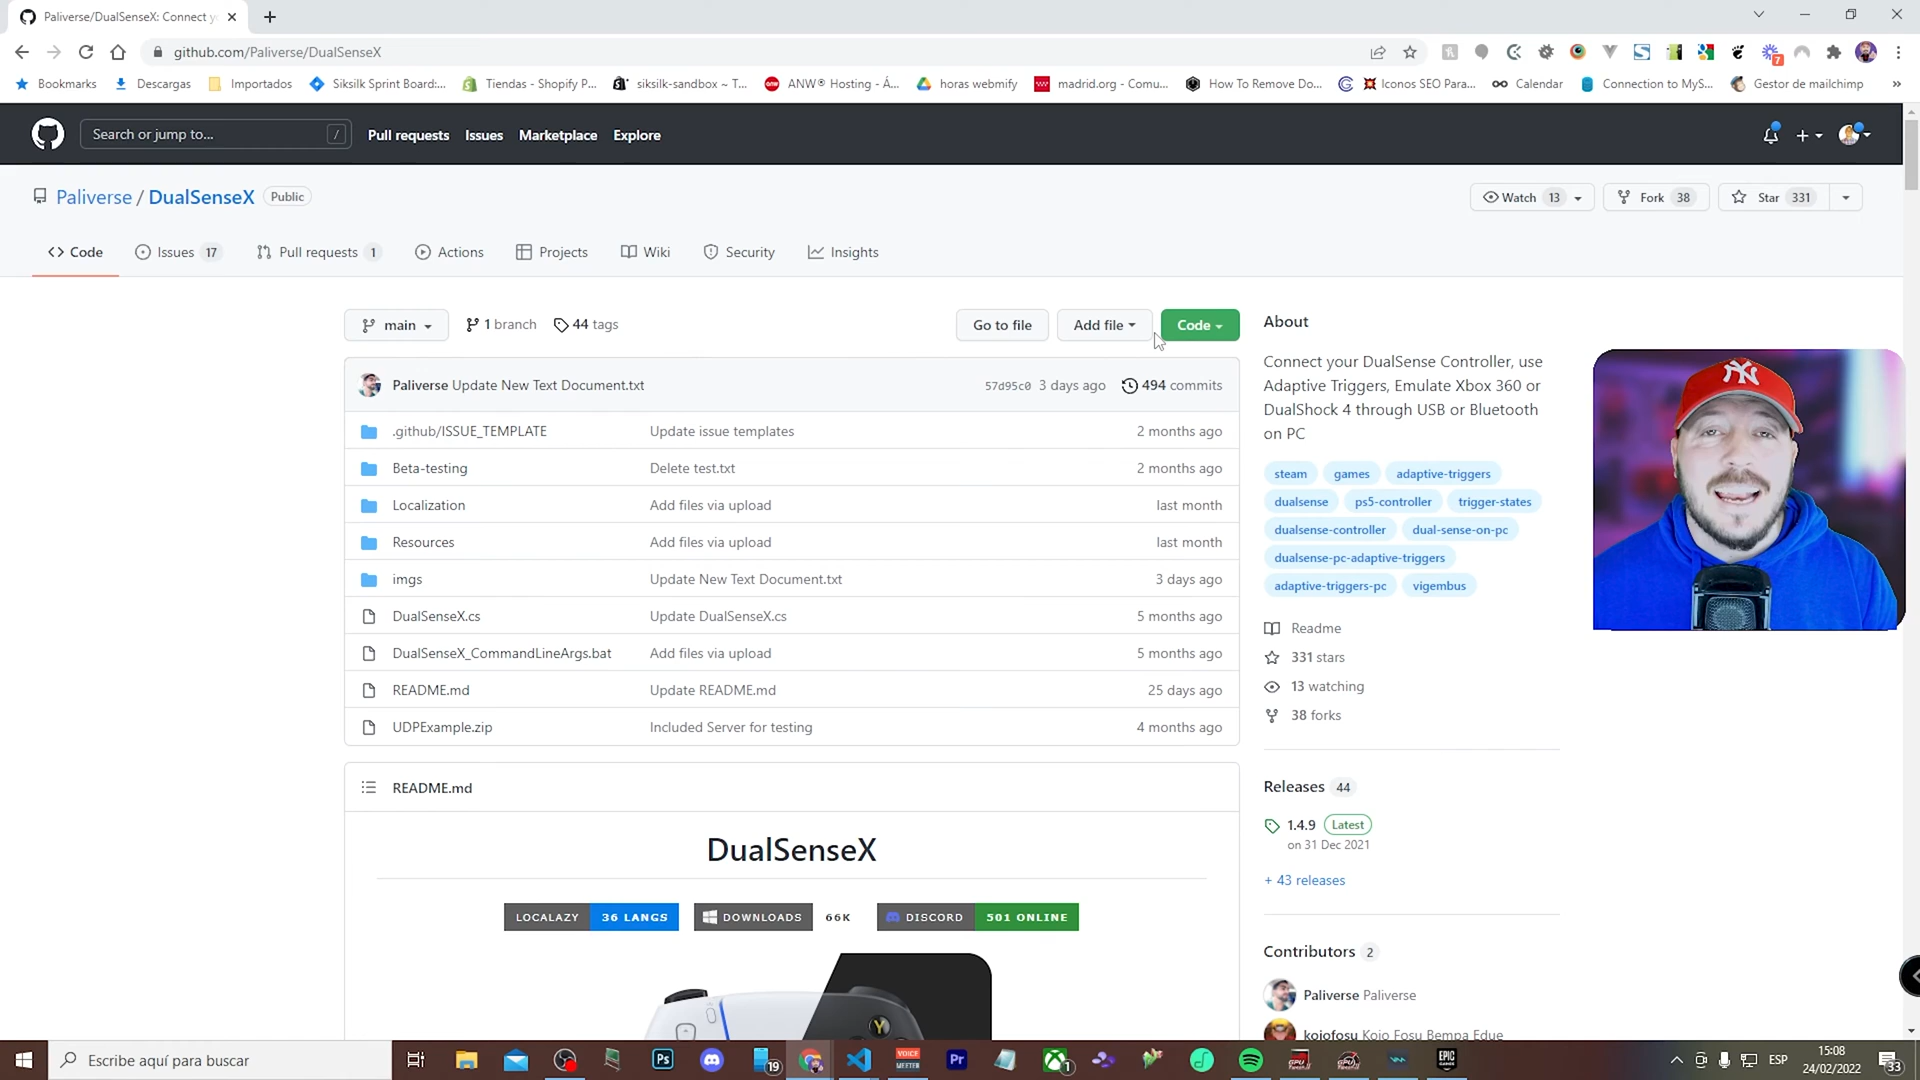 Paliverse/DualSenseX: Connect yo
github.com/Paliverse/DualSenseX
7
Bookmarks
Descargas
Importados
Siksilk Sprint Board:...
Tiendas - Shopify P...
siksilk-sandbox ~ T...
ANW® Hosting - Á...
horas webmify
madrid.org - Comu...
How To Remove Do...
Iconos SEO Para...
Calendar
Connection to MyS...
Gestor de mailchimp
»
Search or jump to...
/
Pull requests
Issues
Marketplace
Explore
Paliverse / DualSenseX
Public
Watch 13
Fork 38
Star 331
<> Code
Issues 17
Pull requests 1
Actions
Projects
Wiki
Security
Insights
main
1 branch
44 tags
Go to file
Add file
Code
Paliverse Update New Text Document.txt
57d95c0 3 days ago
494 commits
.github/ISSUE_TEMPLATE
Update issue templates
2 months ago
Beta-testing
Delete test.txt
2 months ago
Localization
Add files via upload
last month
Resources
Add files via upload
last month
imgs
Update New Text Document.txt
3 days ago
DualSenseX.cs
Update DualSenseX.cs
5 months ago
DualSenseX_CommandLineArgs.bat
Add files via upload
5 months ago
README.md
Update README.md
25 days ago
UDPExample.zip
Included Server for testing
4 months ago
README.md
DualSenseX
LOCALAZY 36 LANGS
DOWNLOADS 66K
DISCORD 501 ONLINE
Y
About
Connect your DualSense Controller, use
Adaptive Triggers, Emulate Xbox 360 or
DualShock 4 through USB or Bluetooth
on PC
steam
games
adaptive-triggers
dualsense
ps5-controller
trigger-states
dualsense-controller
dual-sense-on-pc
dualsense-pc-adaptive-triggers
adaptive-triggers-pc
vigembus
Readme
331 stars
13 watching
38 forks
Releases 44
1.4.9 Latest
on 31 Dec 2021
+ 43 releases
Contributors 2
Paliverse Paliverse
kojofosu Kojo Fosu Bempa Edue
NY
Escribe aquí para buscar
Ps
19
VOICE
MEETER
Pr
1
EPIC
GAMES
ESP
15:08
24/02/2022
33